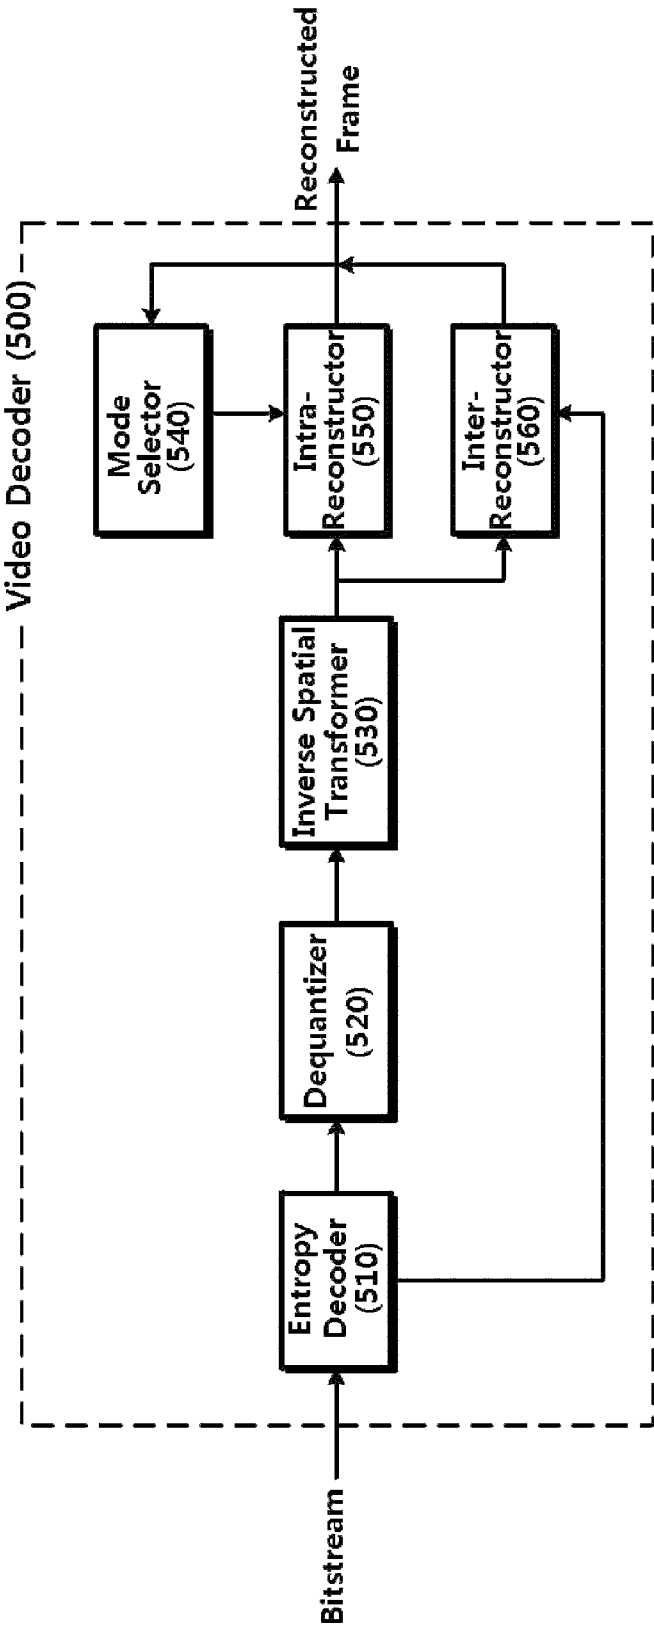 Video Decoder (500)
Bitstream
Entropy
Decoder
(510)
Dequantizer
(520)
Inverse Spatial
Transformer
(530)
Mode
Selector
(540)
Intra-
Reconstructor
(550)
Inter-
Reconstructor
(560)
Reconstructed
Frame